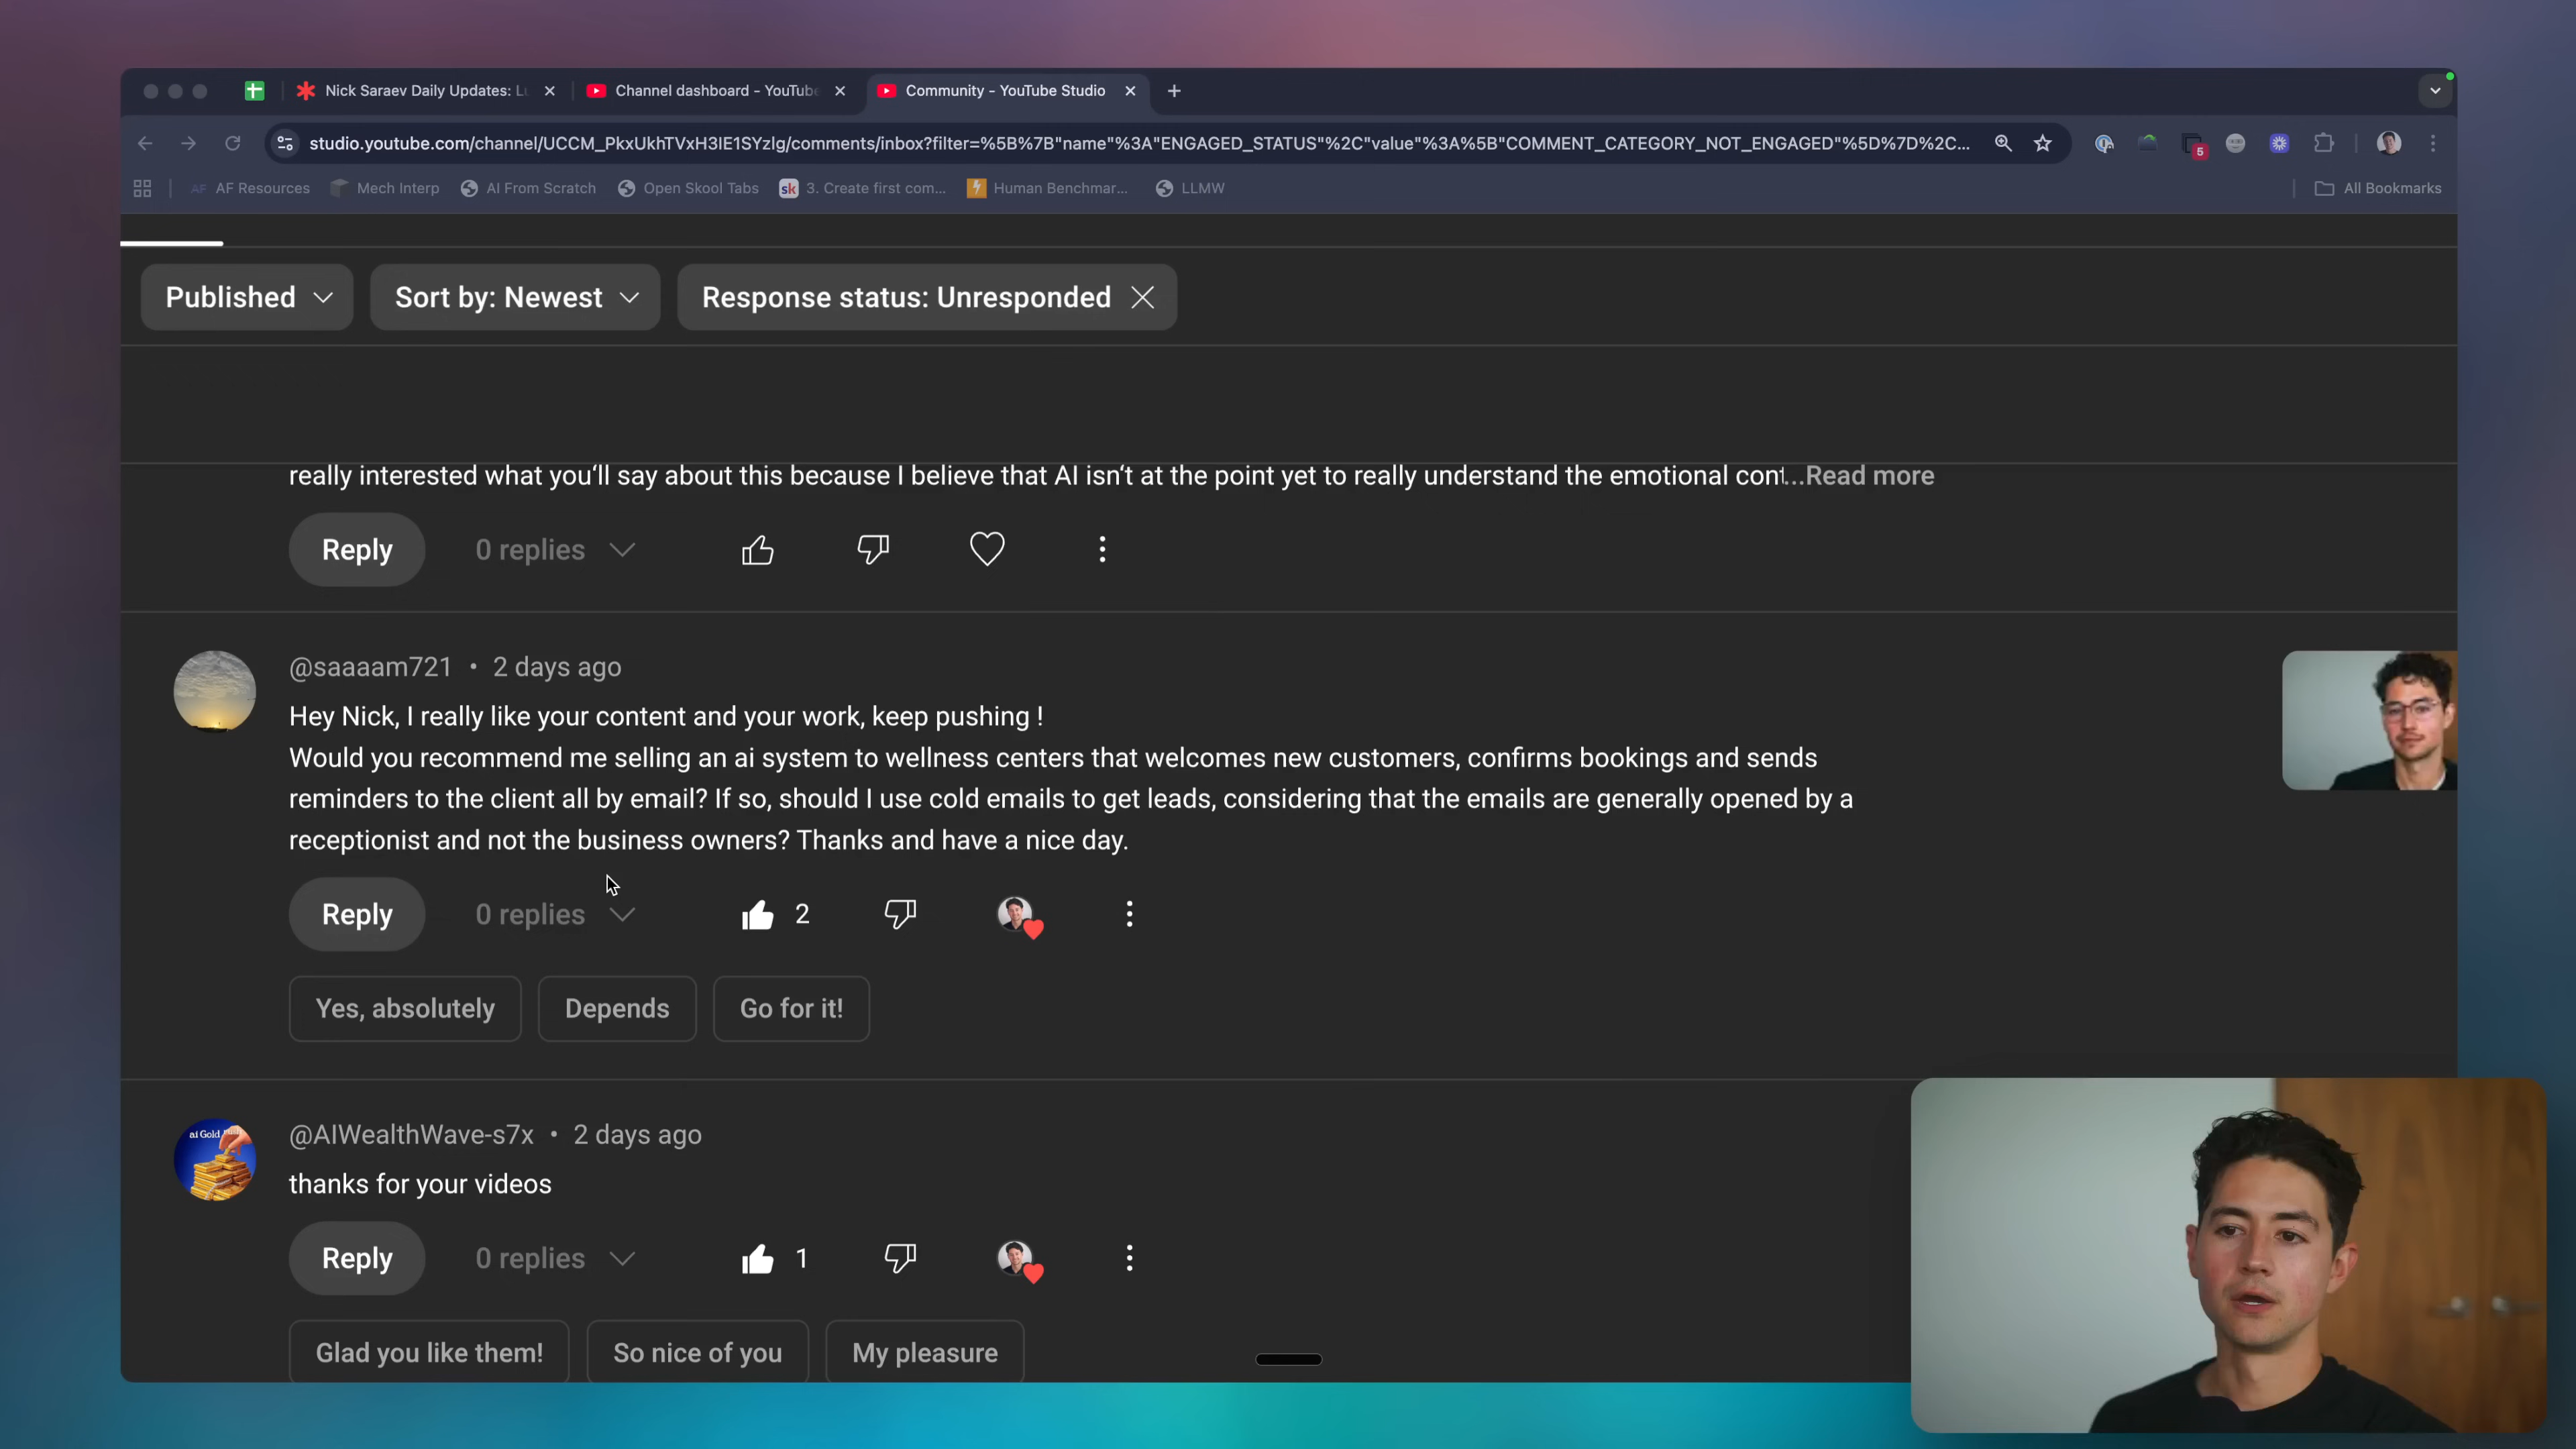 Nick Saraev Daily Updates: Lu
Channel dashboard - YouTube
Community - YouTube Studio
studio.youtube.com/channel/UCCM_PkxUkhTVxH3IE1SYzlg/comments/inbox?filter=%5B%7B"name"%3A"ENGAGED_STATUS"%2C"value"%3A%5B"COMMENT_CATEGORY_NOT_ENGAGED"%5D%7D%2C...
5
AF AF Resources
Mech Interp
AI From Scratch
Open Skool Tabs
sk 3. Create first com...
Human Benchmar...
LLMW
All Bookmarks
Published
Sort by: Newest
Response status: Unresponded
really interested what you‘ll say about this because I believe that AI isn‘t at the point yet to really understand the emotional cont...Read more
Reply
0 replies
@saaaam721 • 2 days ago
Hey Nick, I really like your content and your work, keep pushing !
Would you recommend me selling an ai system to wellness centers that welcomes new customers, confirms bookings and sends
reminders to the client all by email? If so, should I use cold emails to get leads, considering that the emails are generally opened by a
receptionist and not the business owners? Thanks and have a nice day.
Reply
0 replies
2
Yes, absolutely
Depends
Go for it!
ai Gold
@AIWealthWave-s7x • 2 days ago
thanks for your videos
Reply
0 replies
1
Glad you like them!
So nice of you
My pleasure